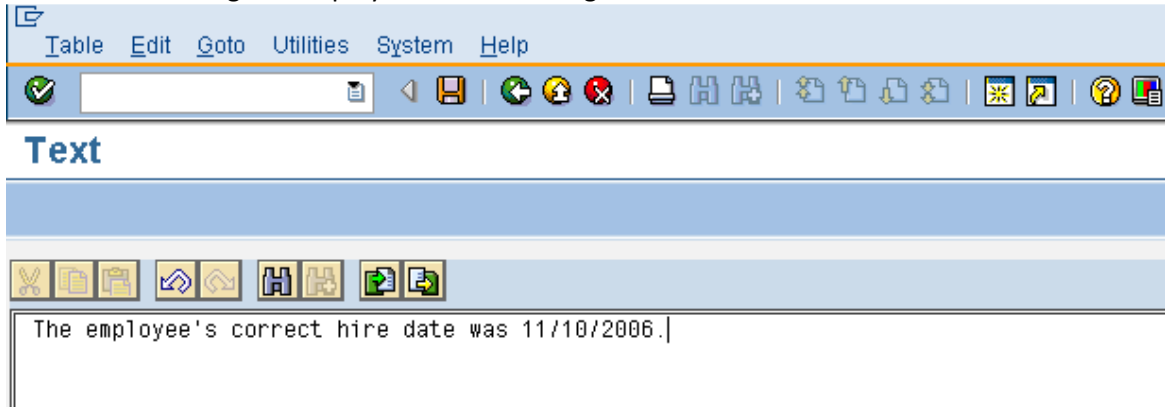 Table Edit Goto Utilities System Help
Text
The employee's correct hire date was 11/10/2006.